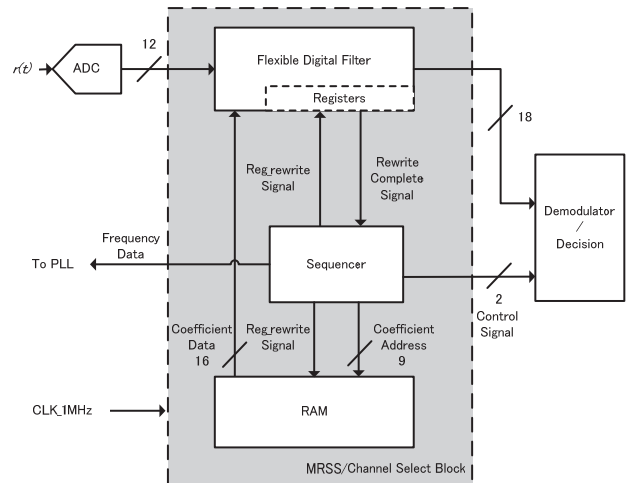 12
r(t)
ADC
Flexible Digital Filter
Registers
18
Reg_rewrite
Signal
Rewrite
Complete
Signal
Demodulator
/
Decision
Frequency
Data
To PLL
Sequencer
2
Control
Signal
Coefficient
Data
16
Reg_rewrite
Signal
Coefficient
Address
9
CLK_1MHz
RAM
MRSS/Channel Select Block